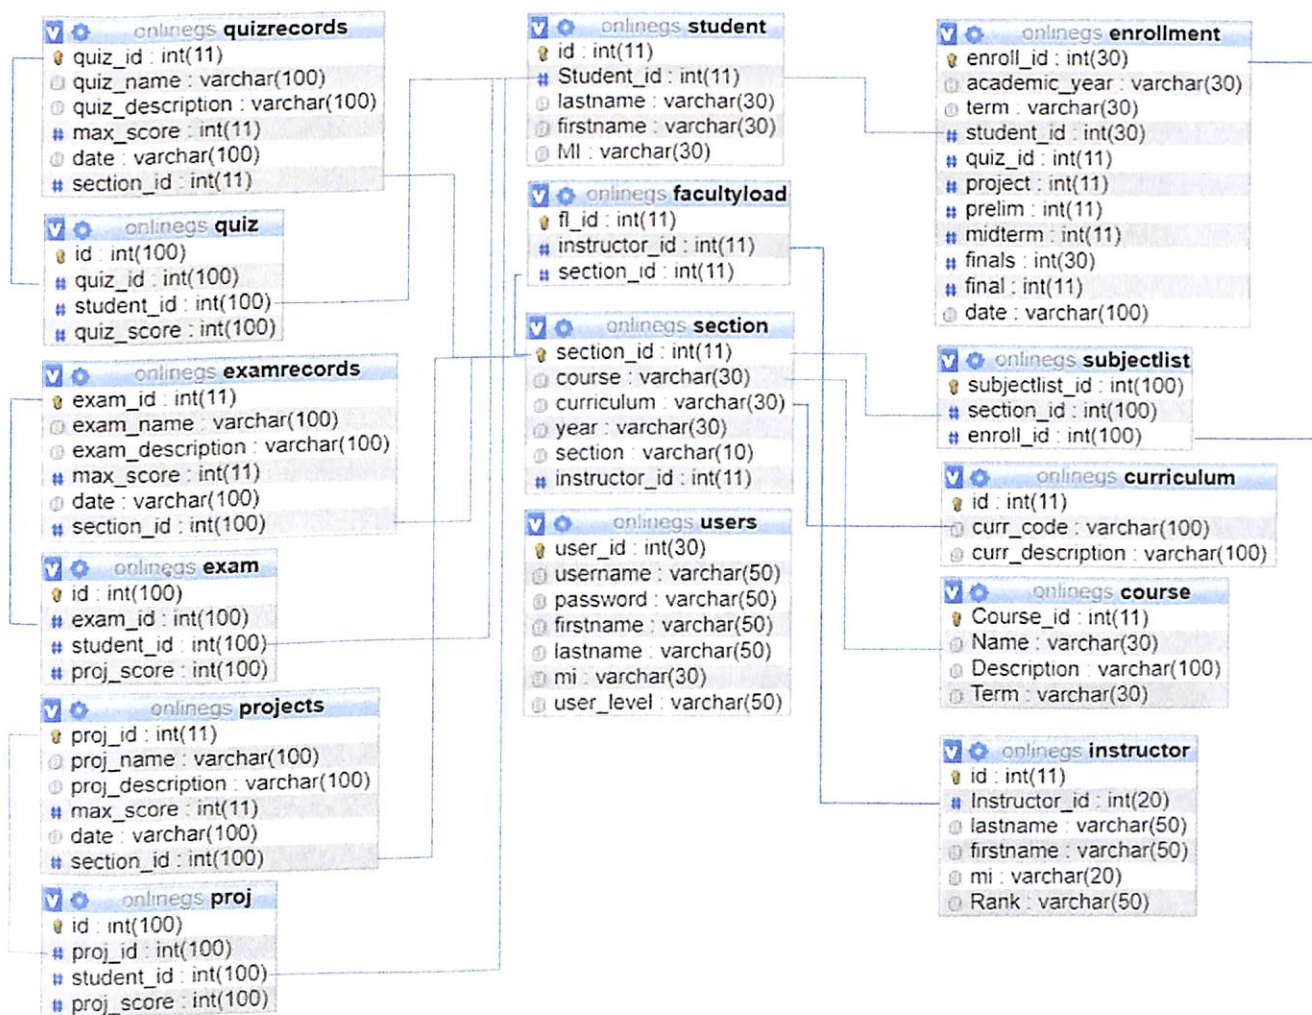 onlinegs quizrecords
quiz_id : int(11)
quiz_name : varchar(100)
quiz_description : varchar(100)
max_score : int(11)
date : varchar(100)
section_id : int(11)
onlinegs quiz
id : int(100)
quiz_id : int(100)
student_id : int(100)
quiz_score : int(100)
onlinegs examrecords
exam_id : int(11)
exam_name : varchar(100)
exam_description : varchar(100)
max_score : int(11)
date : varchar(100)
section_id : int(100)
onlinegs exam
id : int(100)
exam_id : int(100)
student_id : int(100)
proj_score : int(100)
onlinegs projects
proj_id : int(11)
proj_name : varchar(100)
proj_description : varchar(100)
max_score : int(11)
date : varchar(100)
section_id : int(100)
onlinegs proj
id : int(100)
proj_id : int(100)
student_id : int(100)
proj_score : int(100)
onlinegs student
id : int(11)
Student_id : int(11)
lastname : varchar(30)
firstname : varchar(30)
MI : varchar(30)
onlinegs facultyload
fl_id : int(11)
instructor_id : int(11)
section_id : int(11)
onlinegs section
section_id : int(11)
course : varchar(30)
curriculum : varchar(30)
year : varchar(30)
section : varchar(10)
instructor_id : int(11)
onlinegs users
user_id : int(30)
username : varchar(50)
password : varchar(50)
firstname : varchar(50)
lastname : varchar(50)
mi : varchar(30)
user_level : varchar(50)
onlinegs enrollment
enroll_id : int(30)
academic_year : varchar(30)
term : varchar(30)
student_id : int(30)
quiz_id : int(11)
project : int(11)
prelim : int(11)
midterm : int(11)
finals : int(30)
final : int(11)
date : varchar(100)
onlinegs subjectlist
subjectlist_id : int(100)
section_id : int(100)
enroll_id : int(100)
onlinegs curriculum
id : int(11)
curr_code : varchar(100)
curr_description : varchar(100)
onlinegs course
Course_id : int(11)
Name : varchar(30)
Description : varchar(100)
Term : varchar(30)
onlinegs instructor
id : int(11)
Instructor_id : int(20)
lastname : varchar(50)
firstname : varchar(50)
mi : varchar(20)
Rank : varchar(50)